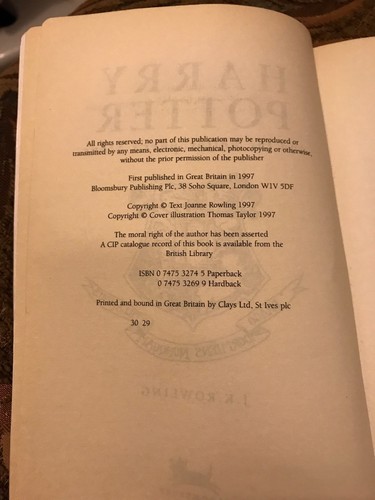 HARRY
POTTER
All rights reserved; no part of this publication may be reproduced or
transmitted by any means, electronic, mechanical, photocopying or otherwise,
without the prior permission of the publisher
First published in Great Britain in 1997
Bloomsbury Publishing Plc, 38 Soho Square, London W1V 5DF
Copyright © Text Joanne Rowling 1997
Copyright © Cover illustration Thomas Taylor 1997
The moral right of the author has been asserted
A CIP catalogue record of this book is available from the
British Library
ISBN 0 7475 3274 5 Paperback
0 7475 3269 9 Hardback
Printed and bound in Great Britain by Clays Ltd, St Ives plc
30 29
J.K. ROWLING